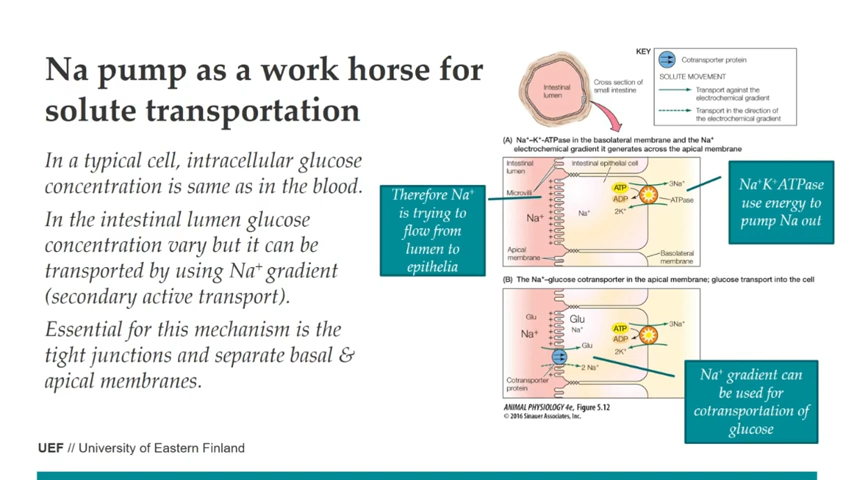 Na pump as a work horse for
solute transportation
In a typical cell, intracellular glucose
concentration is same as in the blood.
In the intestinal lumen glucose
concentration vary but it can be
transported by using Na⁺ gradient
(secondary active transport).
Essential for this mechanism is the
tight junctions and separate basal &
apical membranes.
Therefore Na⁺
is trying to
flow from
lumen to
epithelia
Intestinal
lumen
Cross section of
small intestine
KEY
Cotransporter protein
SOLUTE MOVEMENT
Transport against the
electrochemical gradient
Transport in the direction of
the electrochemical gradient
(A) Na⁺–K⁺-ATPase in the basolateral membrane and the Na⁺
electrochemical gradient it generates across the apical membrane
Intestinal
lumen
Intestinal epithelial cell
Microvilli
Na⁺
Na⁺
ATP
ADP
3Na⁺
ATPase
2K⁺
Apical
membrane
Basolateral
membrane
Na⁺K⁺ATPase
use energy to
pump Na out
(B) The Na⁺–glucose cotransporter in the apical membrane; glucose transport into the cell
Glu
Na⁺
Glu
Na⁺
ATP
ADP
3Na⁺
2K⁺
Glu
2 Na⁺
Cotransporter
protein
Na⁺ gradient can
be used for
cotransportation of
glucose
ANIMAL PHYSIOLOGY 4e, Figure 5.12
© 2016 Sinauer Associates, Inc.
UEF // University of Eastern Finland